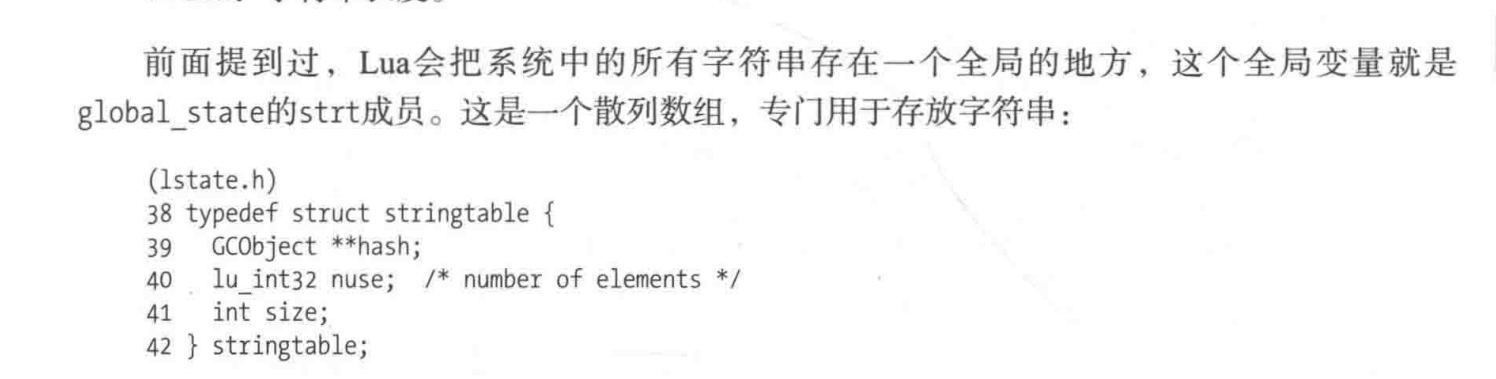 前面提到过，Lua会把系统中的所有字符串存在一个全局的地方，这个全局变量就是
global_state的strt成员。这是一个散列数组，专门用于存放字符串：
(lstate.h)
38 typedef struct stringtable {
39   GCObject **hash;
40   lu_int32 nuse;  /* number of elements */
41   int size;
42 } stringtable;